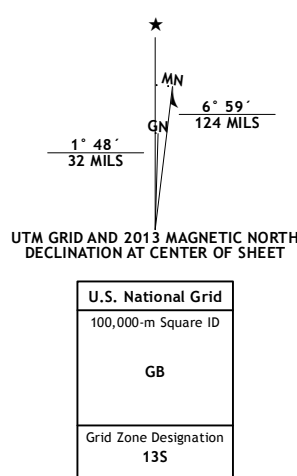 ★
MN
GN
6° 59´
124 MILS
1° 48´
32 MILS
UTM GRID AND 2013 MAGNETIC NORTH
DECLINATION AT CENTER OF SHEET
U.S. National Grid
100,000-m Square ID
GB
Grid Zone Designation
13S